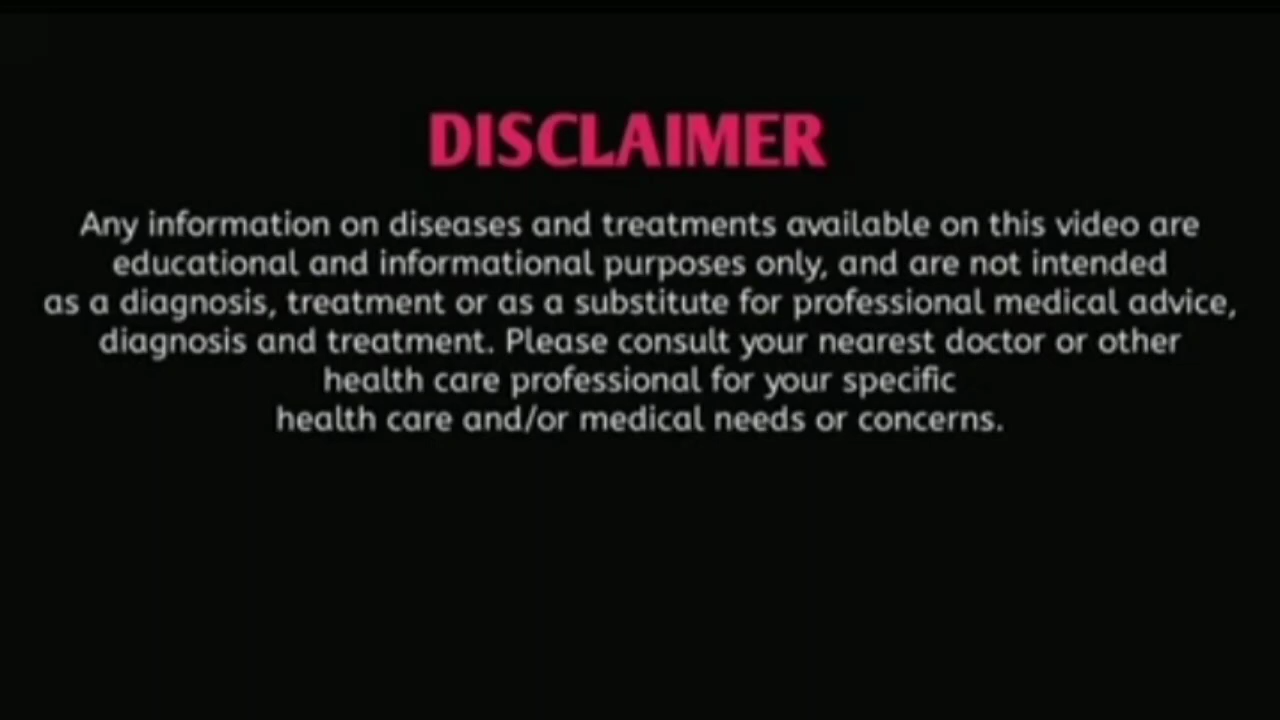 DISCLAIMER
Any information on diseases and treatments available on this video are
educational and informational purposes only, and are not intended
as a diagnosis, treatment or as a substitute for professional medical advice,
diagnosis and treatment. Please consult your nearest doctor or other
health care professional for your specific
health care and/or medical needs or concerns.